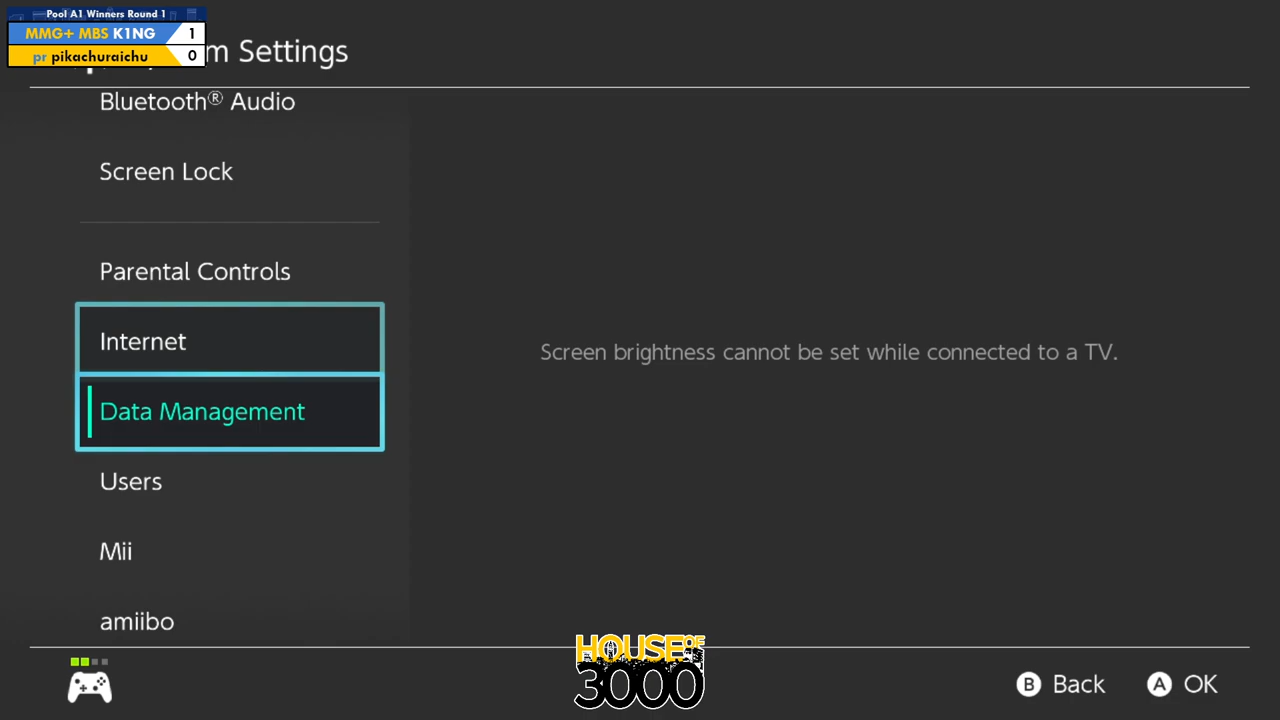 Pool A1 Winners Round 1
MMG+ MBS K1NG 1
pr pikachuraichu 0
m Settings
Bluetooth® Audio
Screen Lock
Parental Controls
Internet
Data Management
Users
Mii
amiibo
Screen brightness cannot be set while connected to a TV.
HOUSE OF
3000
B Back
A OK